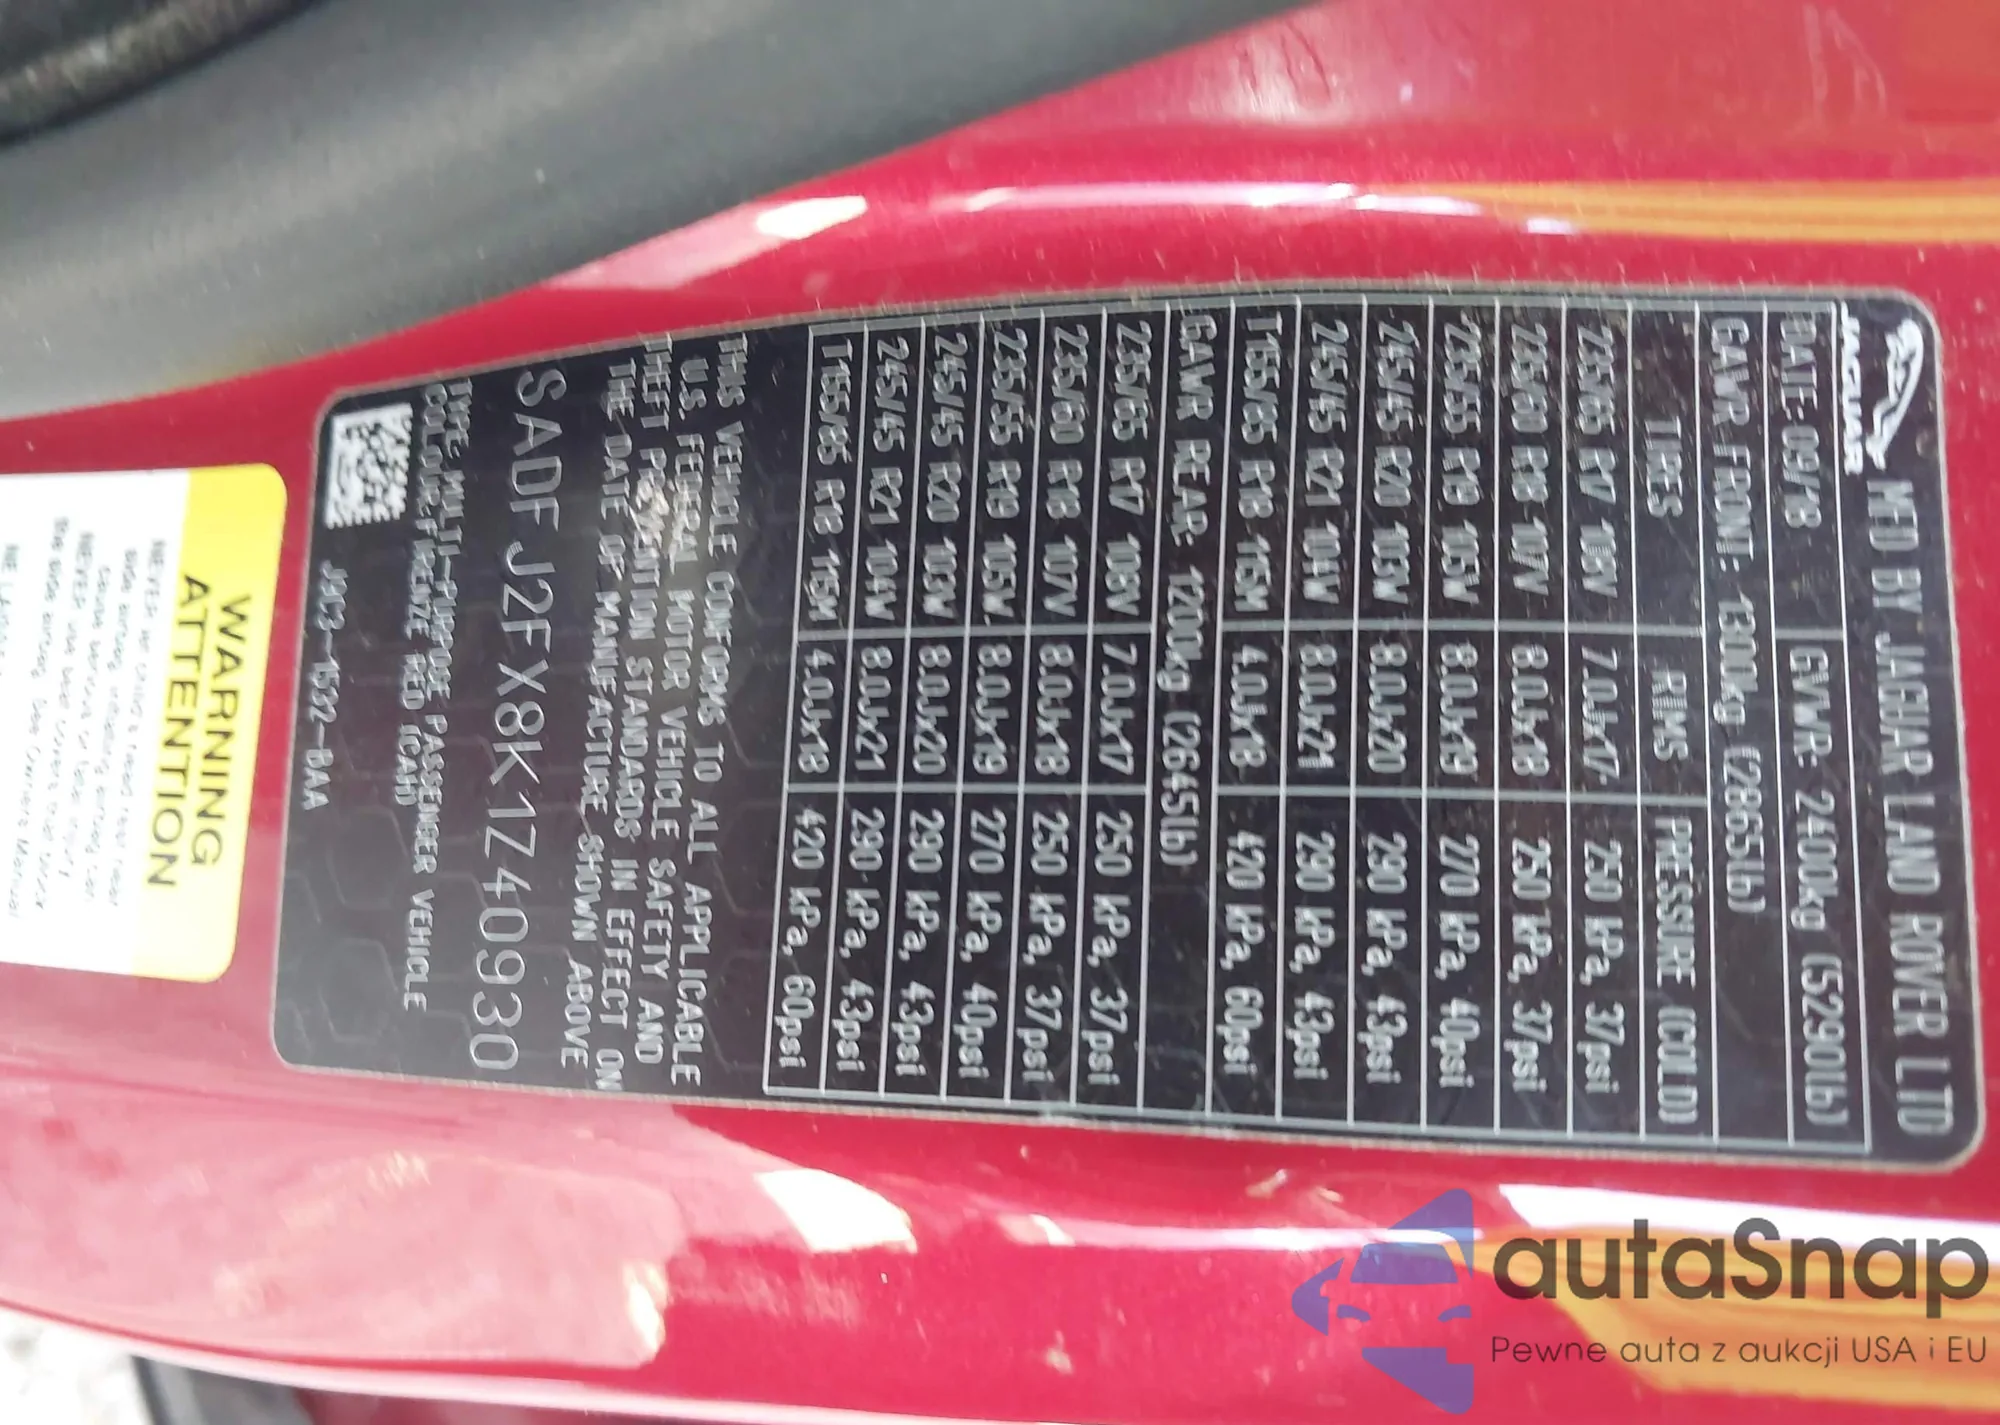 JAGUAR MFD BY JAGUAR LAND ROVER LTD
DATE: 09/18 GVWR: 2400kg (5290lb)
GAWR FRONT: 1300kg (2865lb)
TIRES RIMS PRESSURE (COLD)
235/65 R17 108V 7.0Jx17 250 kPa, 37psi
235/60 R18 107V 8.0Jx18 250 kPa, 37psi
235/55 R19 105W 8.0Jx19 270 kPa, 40psi
245/45 R20 103W 8.0Jx20 290 kPa, 43psi
245/45 R21 104W 8.0Jx21 290 kPa, 43psi
T155/85 R18 115M 4.0Jx18 420 kPa, 60psi
GAWR REAR: 1200kg (2645lb)
235/65 R17 108V 7.0Jx17 250 kPa, 37psi
235/60 R18 107V 8.0Jx18 250 kPa, 37psi
235/55 R19 105W 8.0Jx19 270 kPa, 40psi
245/45 R20 103W 8.0Jx20 290 kPa, 43psi
245/45 R21 104W 8.0Jx21 290 kPa, 43psi
T155/85 R18 115M 4.0Jx18 420 kPa, 60psi
THIS VEHICLE CONFORMS TO ALL APPLICABLE
U.S. FEDERAL MOTOR VEHICLE SAFETY AND
THEFT PREVENTION STANDARDS IN EFFECT ON
THE DATE OF MANUFACTURE SHOWN ABOVE
SADFJ2FX8K1Z40930
TYPE: MULTI-PURPOSE PASSENGER VEHICLE
COLOUR: FIRENZE RED (CAH)
J9C3-1532-BAA
WARNING
ATTENTION
autaSnap
Pewne auta z aukcji USA i EU